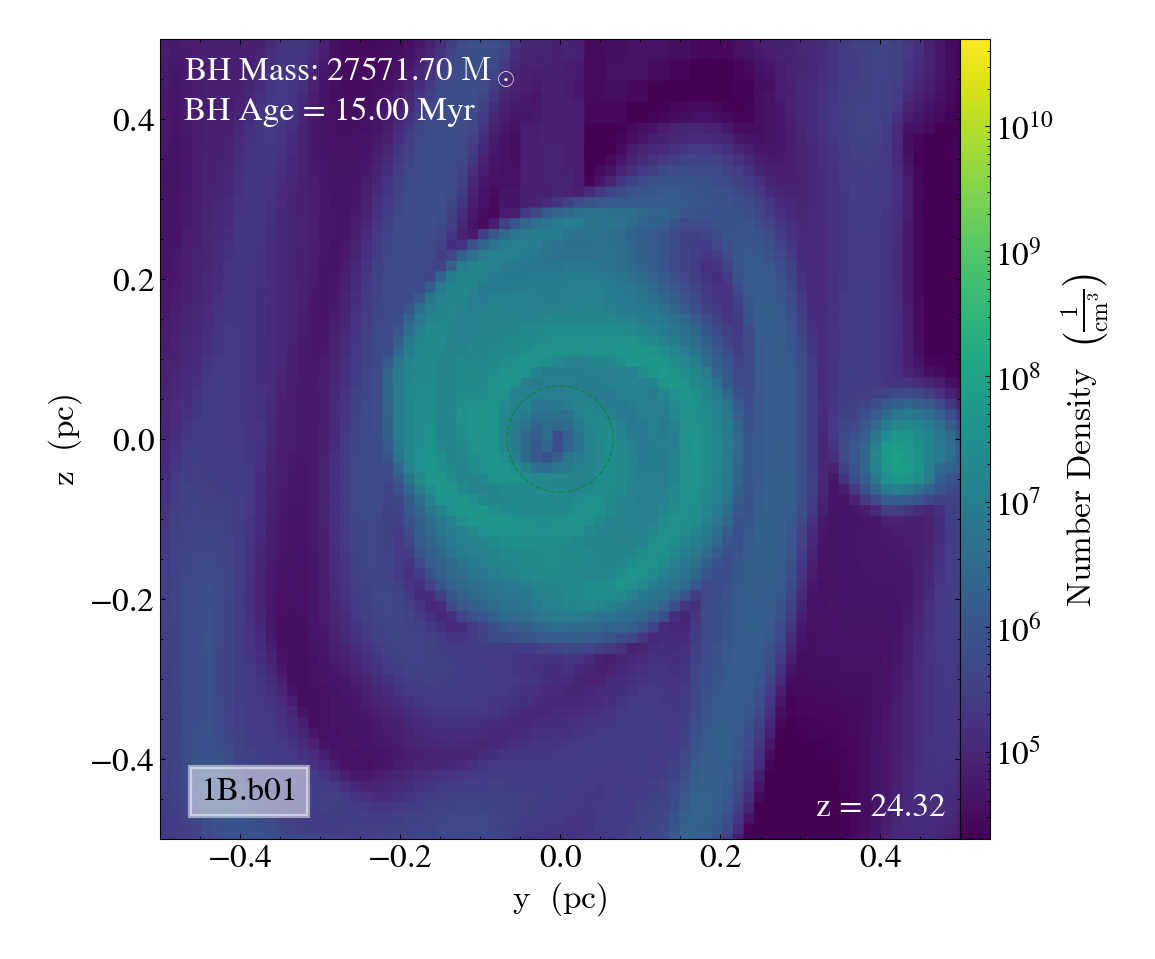 BH Mass: 27571.70 M⊙
BH Age = 15.00 Myr
0.4
0.2
0.0
−0.2
−0.4
z (pc)
1B.b01
z = 24.32
−0.4 −0.2 0.0 0.2 0.4
y (pc)
10¹⁰
10⁹
10⁸
10⁷
10⁶
10⁵
Number Density (1/cm³)